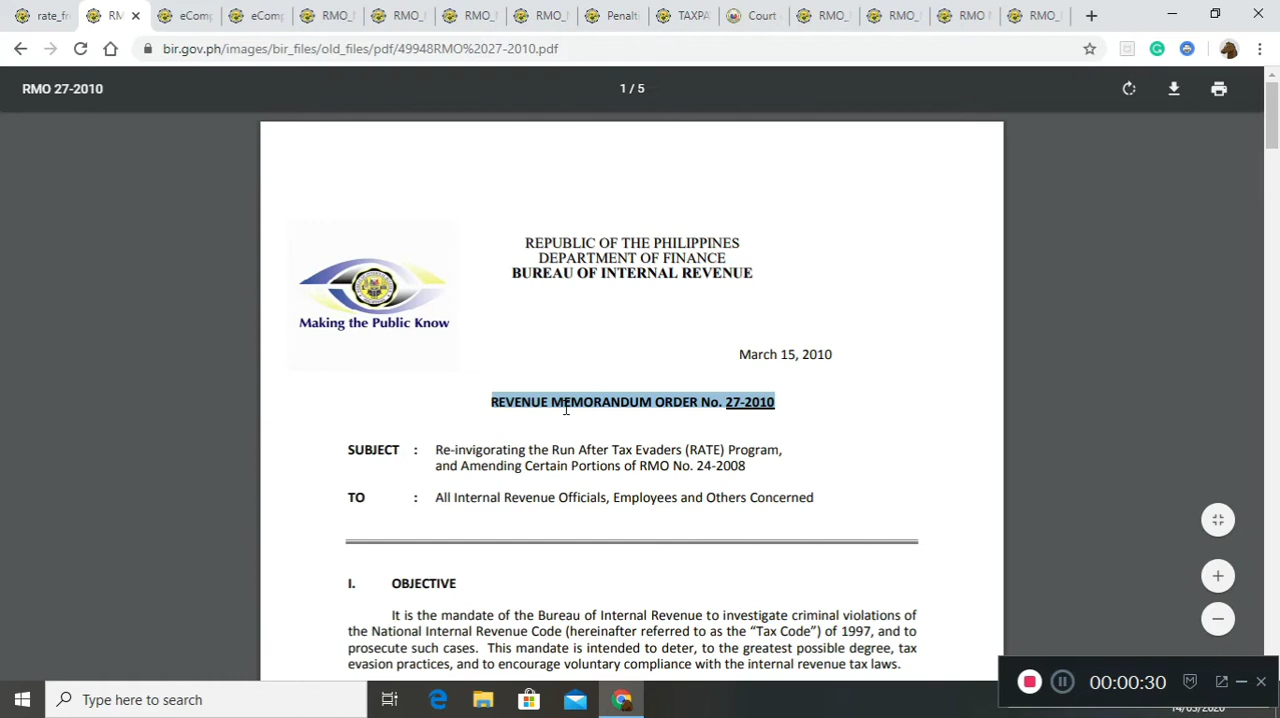 rate_fr
RM
eComp
eComp
RMO_
RMO_
RMO_
RMO_
Penalt
TAXPA
Court
RMO_
RMO_
RMO
RMO_
bir.gov.ph/images/bir_files/old_files/pdf/49948RMO%2027-2010.pdf
RMO 27-2010
1 / 5
REPUBLIC OF THE PHILIPPINES
DEPARTMENT OF FINANCE
BUREAU OF INTERNAL REVENUE
Making the Public Know
March 15, 2010
REVENUE MEMORANDUM ORDER No. 27-2010
SUBJECT : Re-invigorating the Run After Tax Evaders (RATE) Program,
and Amending Certain Portions of RMO No. 24-2008
TO : All Internal Revenue Officials, Employees and Others Concerned
I. OBJECTIVE
It is the mandate of the Bureau of Internal Revenue to investigate criminal violations of
the National Internal Revenue Code (hereinafter referred to as the “Tax Code”) of 1997, and to
prosecute such cases. This mandate is intended to deter, to the greatest possible degree, tax
evasion practices, and to encourage voluntary compliance with the internal revenue tax laws.
00:00:30
Type here to search